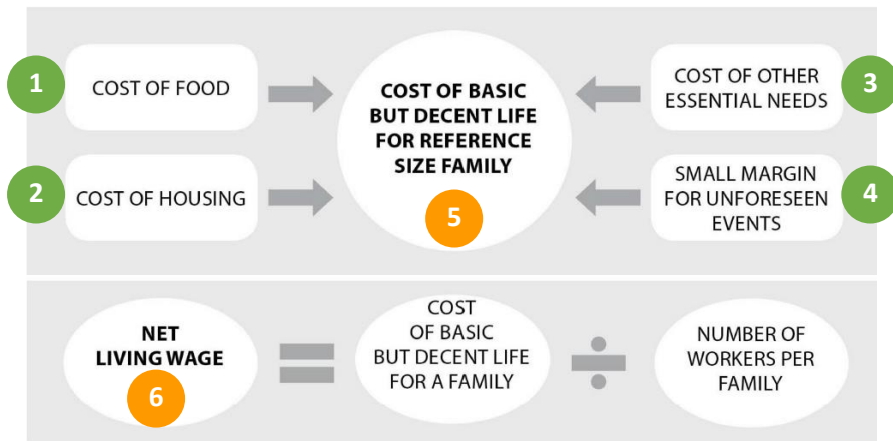 1
COST OF FOOD
2
COST OF HOUSING
COST OF BASIC
BUT DECENT LIFE
FOR REFERENCE
SIZE FAMILY
5
COST OF OTHER
ESSENTIAL NEEDS
3
SMALL MARGIN
FOR UNFORESEEN
EVENTS
4
NET
LIVING WAGE
6
=
COST
OF BASIC
BUT DECENT LIFE
FOR A FAMILY
÷
NUMBER OF
WORKERS PER
FAMILY